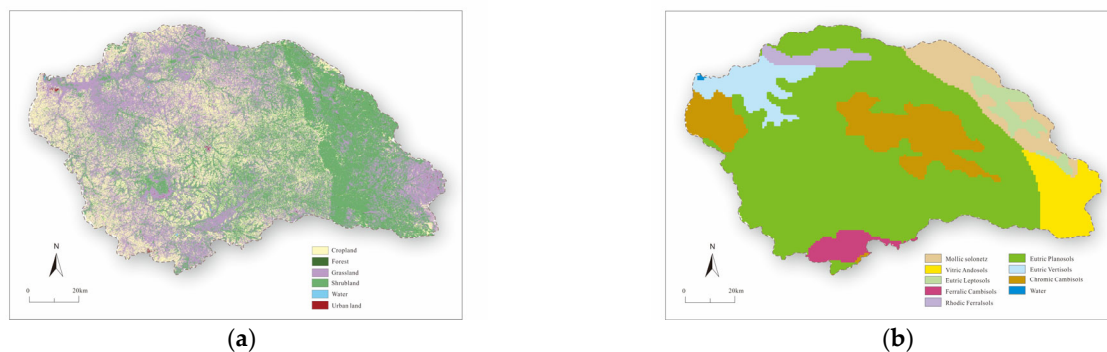 N
0 20km
Cropland
Forest
Grassland
Shrubland
Water
Urban land
(a)
N
0 20km
Mollic solonetz
Vitric Andosols
Eutric Leptosols
Ferralic Cambisols
Rhodic Ferralsols
Eutric Planosols
Eutric Vertisols
Chromic Cambisols
Water
(b)